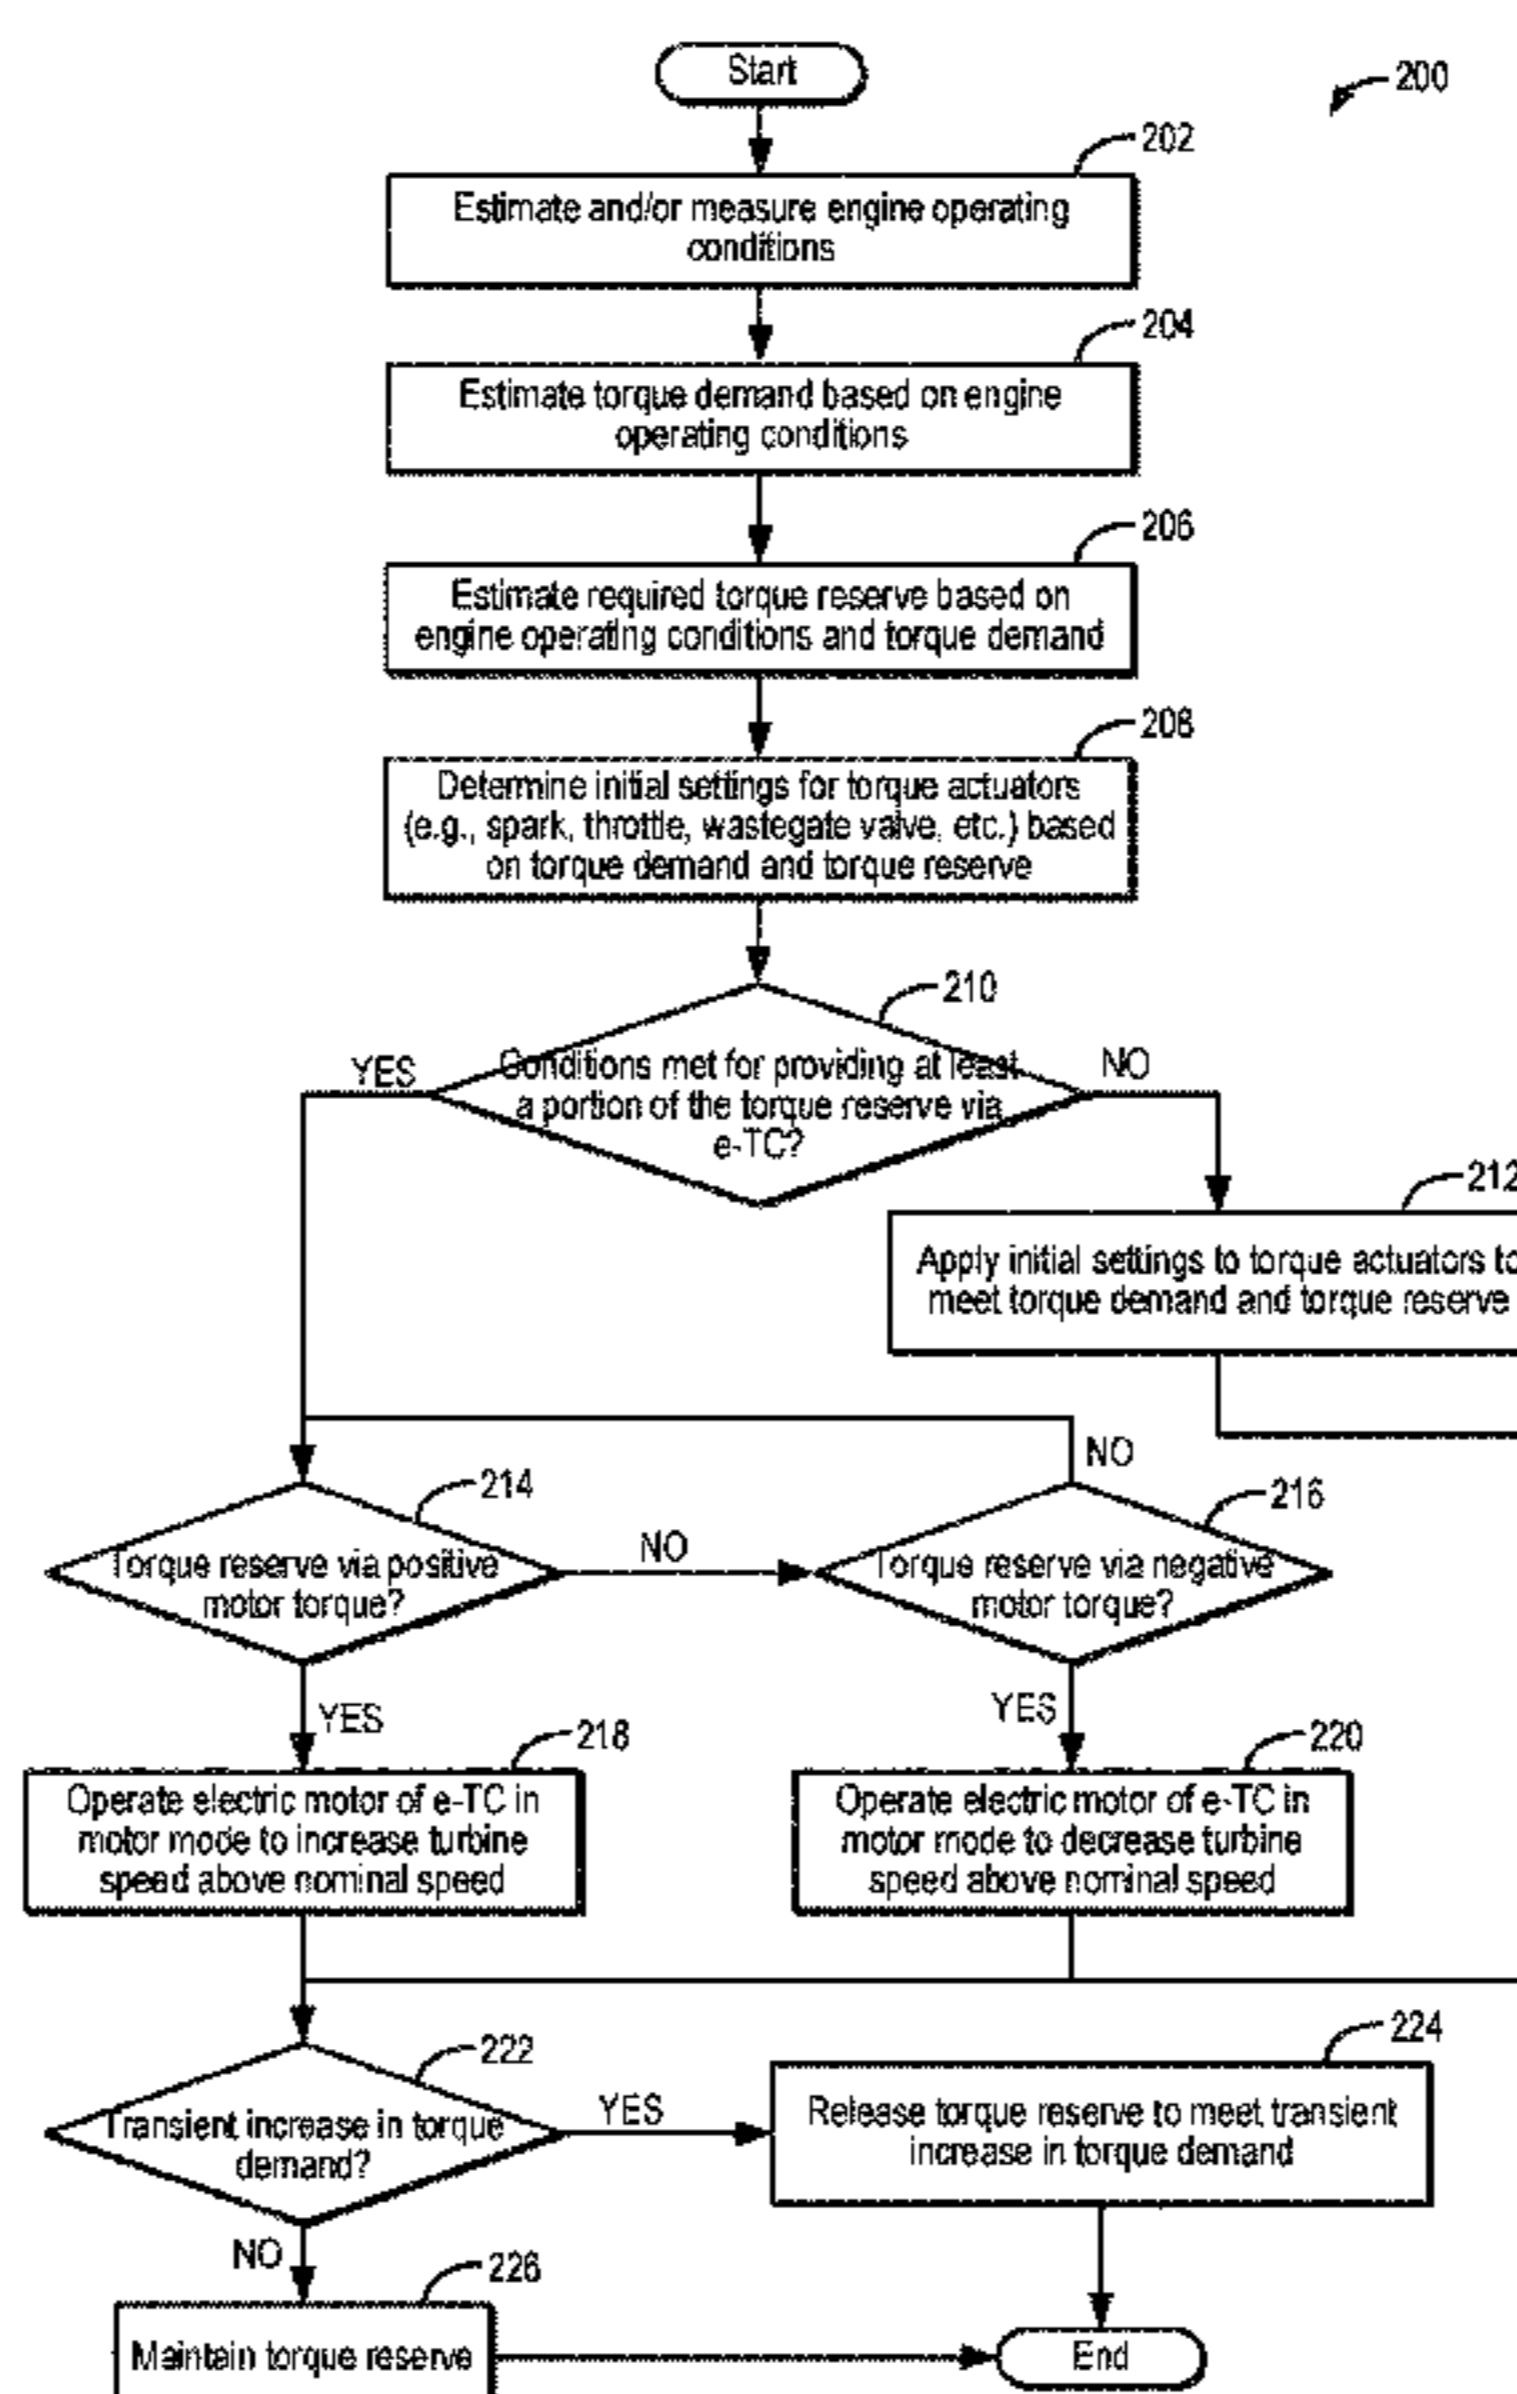 Start
200
202
Estimate and/or measure engine operating
conditions
204
Estimate torque demand based on engine
operating conditions
206
Estimate required torque reserve based on
engine operating conditions and torque demand
208
Determine initial settings for torque actuators
(e.g., spark, throttle, wastegate valve, etc.) based
on torque demand and torque reserve
210
YES
Conditions met for providing at least
a portion of the torque reserve via
e-TC?
NO
212
Apply initial settings to torque actuators to
meet torque demand and torque reserve
NO
214
216
Torque reserve via positive
motor torque?
NO
Torque reserve via negative
motor torque?
YES
YES
218
220
Operate electric motor of e-TC in
motor mode to increase turbine
speed above nominal speed
Operate electric motor of e-TC in
motor mode to decrease turbine
speed above nominal speed
222
224
Transient increase in torque
demand?
YES
Release torque reserve to meet transient
increase in torque demand
NO
226
Maintain torque reserve
End